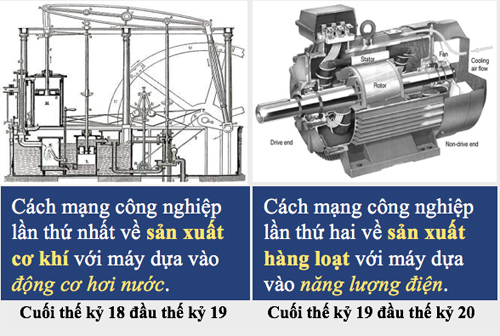 Stator
Fan
Cooling
air flow
Rotor
Drive end
Non-drive end
Cách mạng công nghiệp
lần thứ nhất về sản xuất
cơ khí với máy dựa vào
động cơ hơi nước.
Cách mạng công nghiệp
lần thứ hai về sản xuất
hàng loạt với máy dựa
vào năng lượng điện.
Cuối thế kỷ 18 đầu thế kỷ 19
Cuối thế kỷ 19 đầu thế kỷ 20